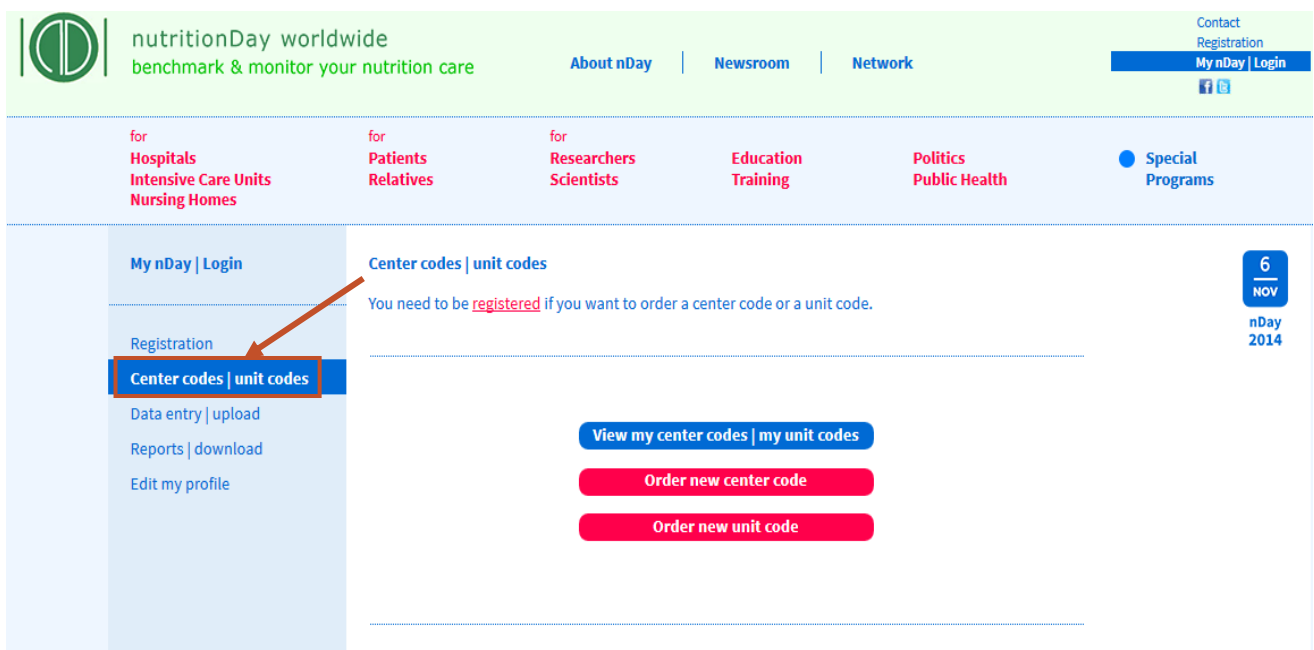 nutritionDay worldwide
benchmark & monitor your nutrition care
About nDay
Newsroom
Network
Contact
Registration
My nDay | Login
for
Hospitals
Intensive Care Units
Nursing Homes
for
Patients
Relatives
for
Researchers
Scientists
Education
Training
Politics
Public Health
Special
Programs
My nDay | Login
Registration
Center codes | unit codes
Data entry | upload
Reports | download
Edit my profile
Center codes | unit codes
You need to be registered if you want to order a center code or a unit code.
View my center codes | my unit codes
Order new center code
Order new unit code
6
NOV
nDay
2014